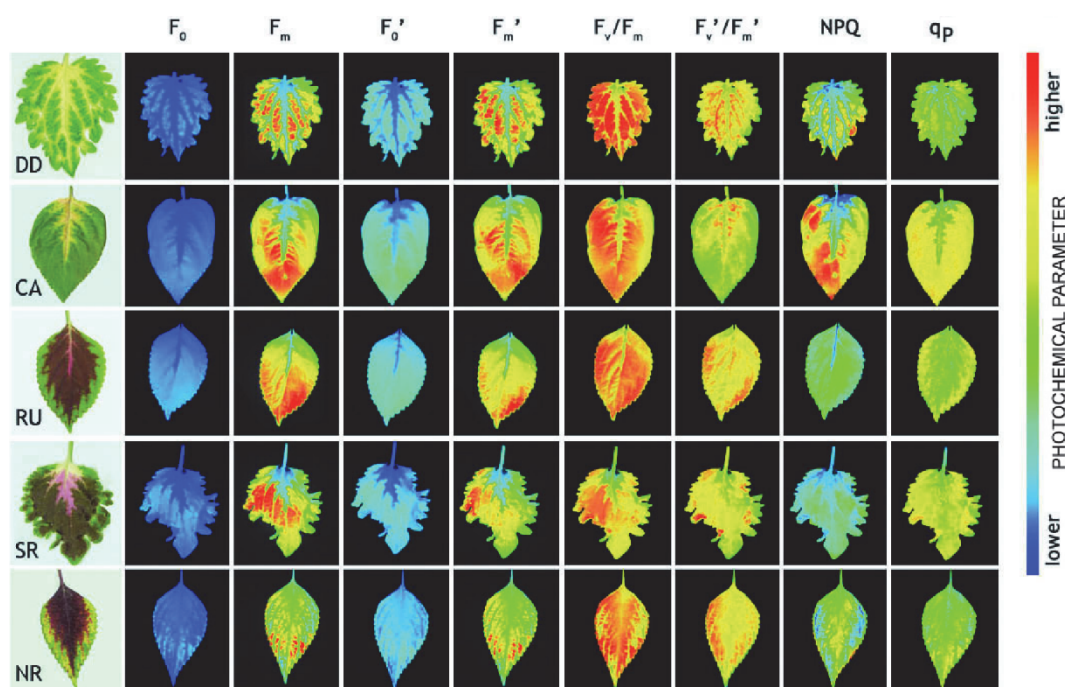 F₀ Fₘ F₀’ Fₘ’ Fᵥ/Fₘ Fᵥ’/Fₘ’ NPQ qₚ
DD
CA
RU
SR
NR
higher
PHOTOCHEMICAL PARAMETER
lower